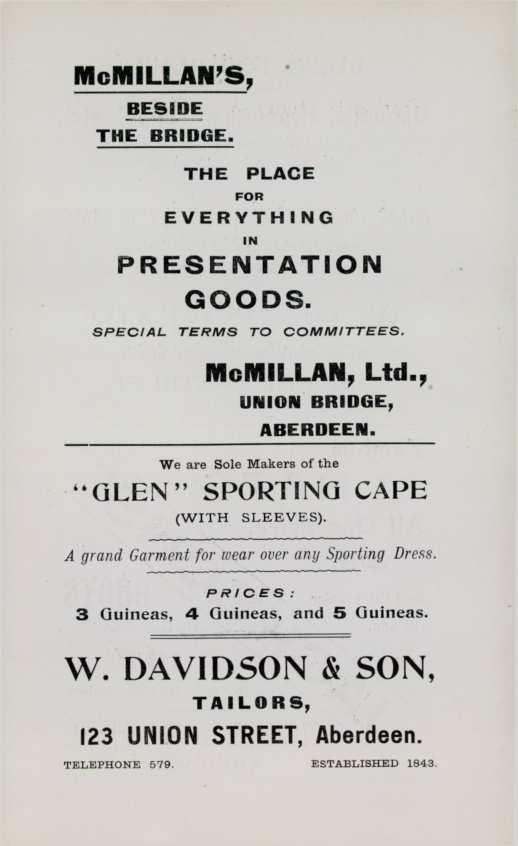 McMILLAN'S,
BESIDE
THE BRIDGE.
THE PLACE
FOR
EVERYTHING
IN
PRESENTATION
GOODS.
SPECIAL TERMS TO COMMITTEES.
McMILLAN, Ltd.,
UNION BRIDGE,
ABERDEEN.
We are Sole Makers of the
“GLEN” SPORTING CAPE
(WITH SLEEVES).
A grand Garment for wear over any Sporting Dress.
PRICES:
3 Guineas, 4 Guineas, and 5 Guineas.
W. DAVIDSON & SON,
TAILORS,
123 UNION STREET, Aberdeen.
TELEPHONE 579. ESTABLISHED 1843.